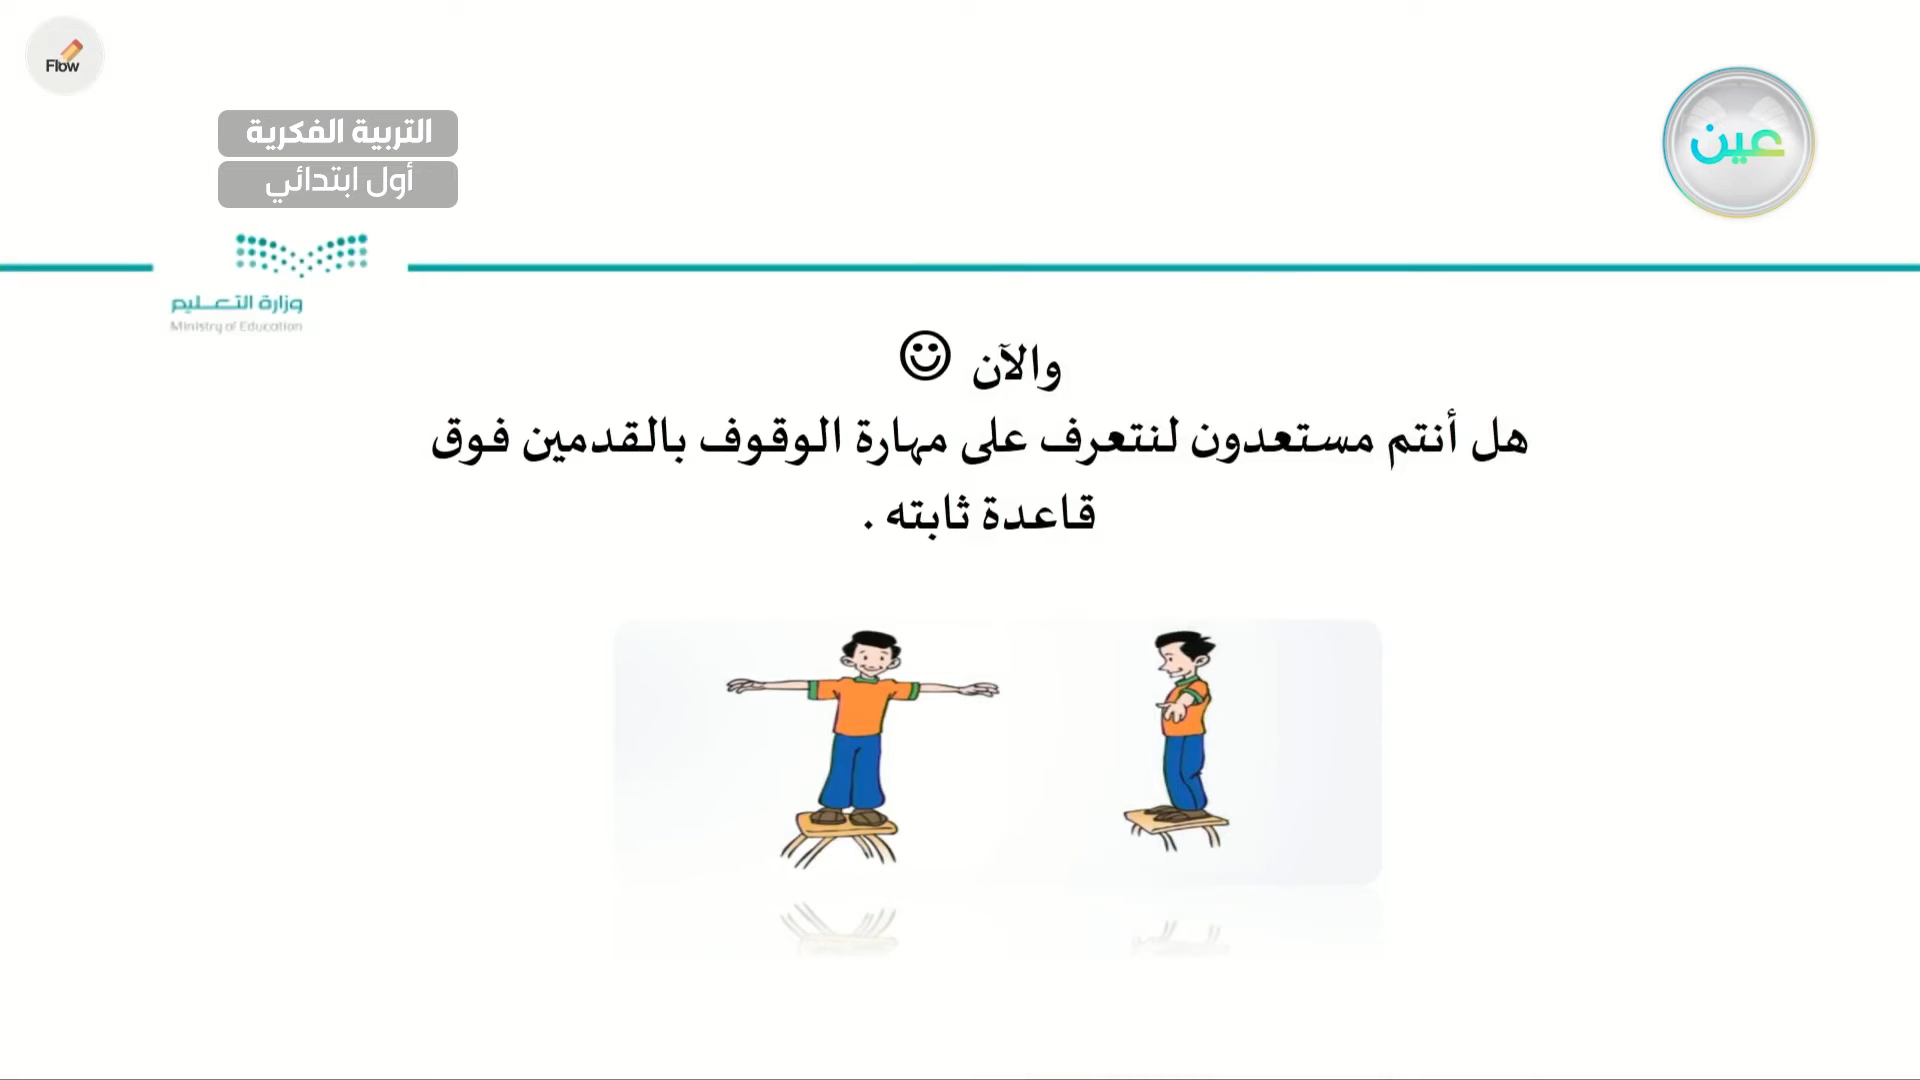 Flow
التربية الفكرية
أول ابتدائي
عين
وزارة التعليم
Ministry of Education
والآن ☺
هل أنتم مستعدون لنتعرف على مهارة الوقوف بالقدمين فوق
قاعدة ثابته .